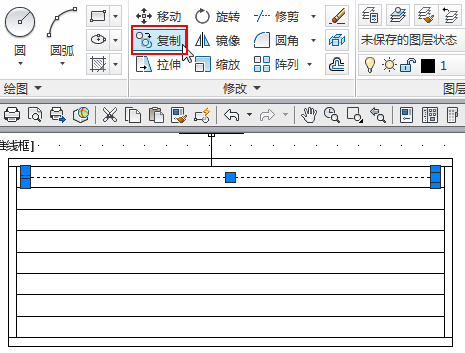 移动 旋转 修剪
圆 圆弧 复制 镜像 圆角 未保存的图层状态
拉伸 缩放 阵列 1
绘图 修改 图层
线框]